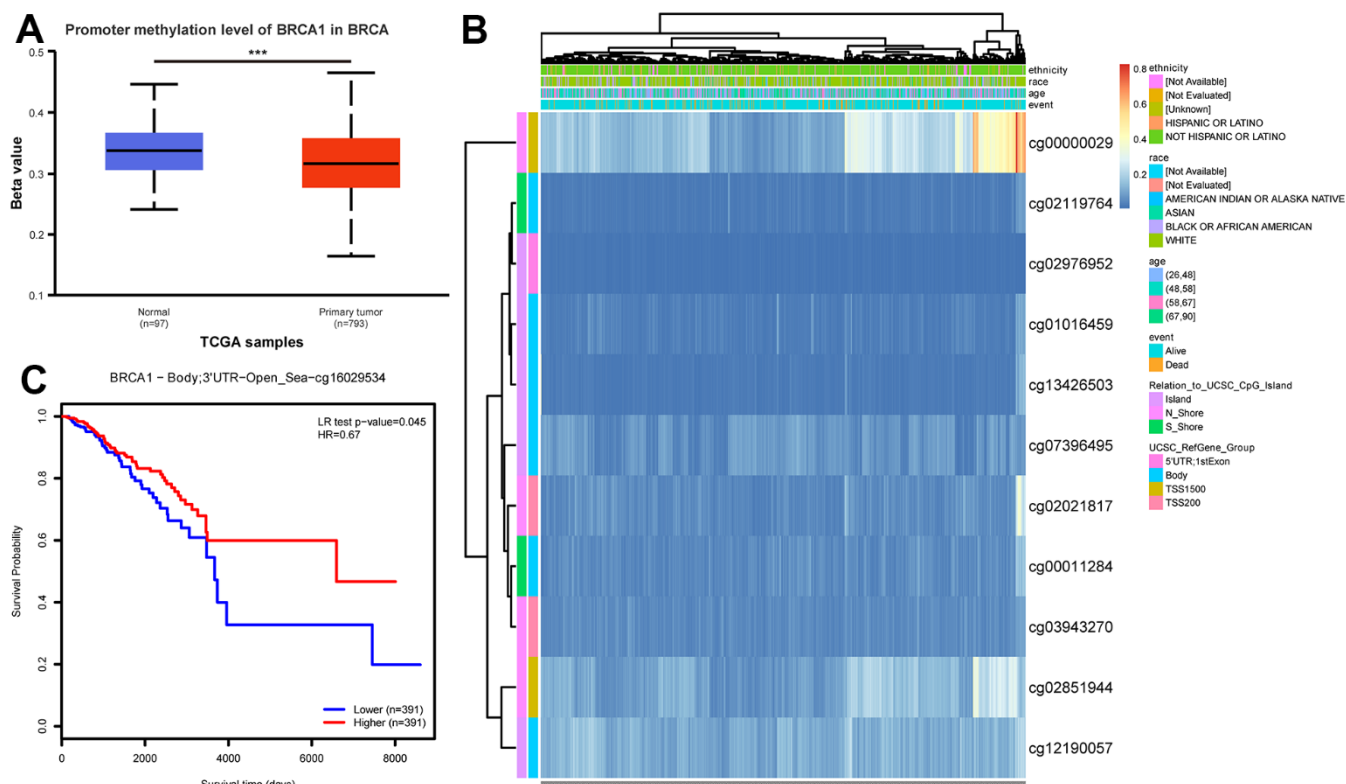 A
Promoter methylation level of BRCA1 in BRCA
***
0.5
0.4
0.3
0.2
0.1
Beta value
Normal
(n=97)
Primary tumor
(n=793)
TCGA samples
B
ethnicity
race
age
event
cg00000029
cg02119764
cg02976952
cg01016459
cg13426503
cg07396495
cg02021817
cg00011284
cg03943270
cg02851944
cg12190057
0.8
0.6
0.4
0.2
ethnicity
[Not Available]
[Not Evaluated]
[Unknown]
HISPANIC OR LATINO
NOT HISPANIC OR LATINO
race
[Not Available]
[Not Evaluated]
AMERICAN INDIAN OR ALASKA NATIVE
ASIAN
BLACK OR AFRICAN AMERICAN
WHITE
age
(26,48]
(48,58]
(58,67]
(67,90]
event
Alive
Dead
Relation_to_UCSC_CpG_Island
Island
N_Shore
S_Shore
UCSC_RefGene_Group
5'UTR;1stExon
Body
TSS1500
TSS200
C
BRCA1 – Body;3'UTR–Open_Sea–cg16029534
LR test p-value=0.045
HR=0.67
1.0
0.8
0.6
0.4
0.2
0.0
Survival Probability
Lower (n=391)
Higher (n=391)
0
2000
4000
6000
8000
Survival time (days)